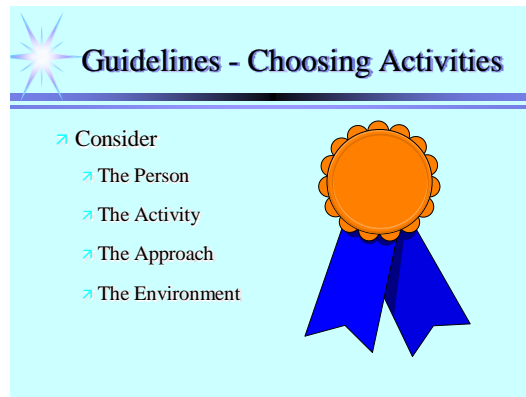 Guidelines - Choosing Activities
Consider
The Person
The Activity
The Approach
The Environment